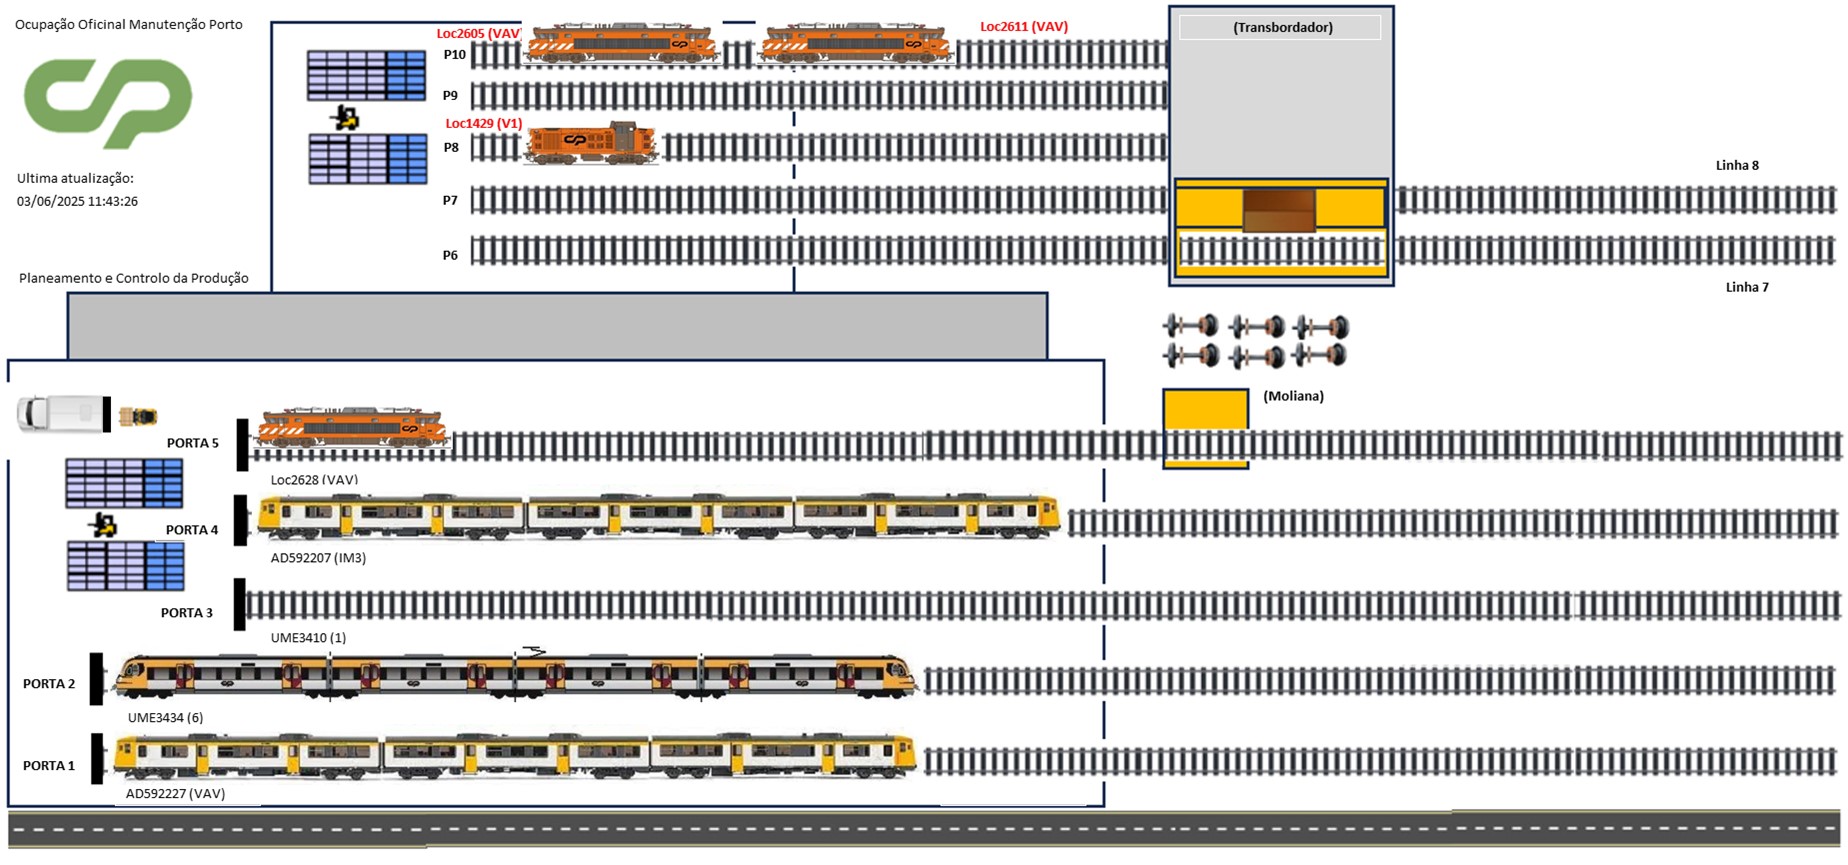 Ocupação Oficinal Manutenção Porto
Loc2605 (VAV)
Loc2611 (VAV)
(Transbordador)
P10
P9
Loc1429 (V1)
P8
Linha 8
Ultima atualização:
03/06/2025 11:43:26
P7
P6
Planeamento e Controlo da Produção
Linha 7
(Moliana)
PORTA 5
Loc2628 (VAV)
PORTA 4
AD592207 (IM3)
PORTA 3
UME3410 (1)
PORTA 2
UME3434 (6)
PORTA 1
AD592227 (VAV)